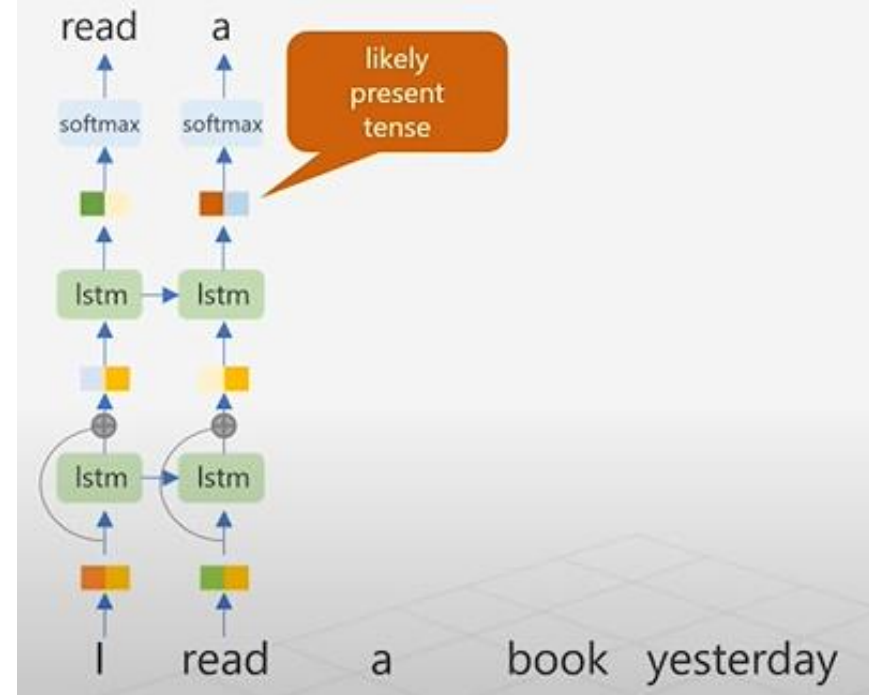 read a
likely
present
tense
softmax softmax
lstm lstm
lstm lstm
I read a book yesterday